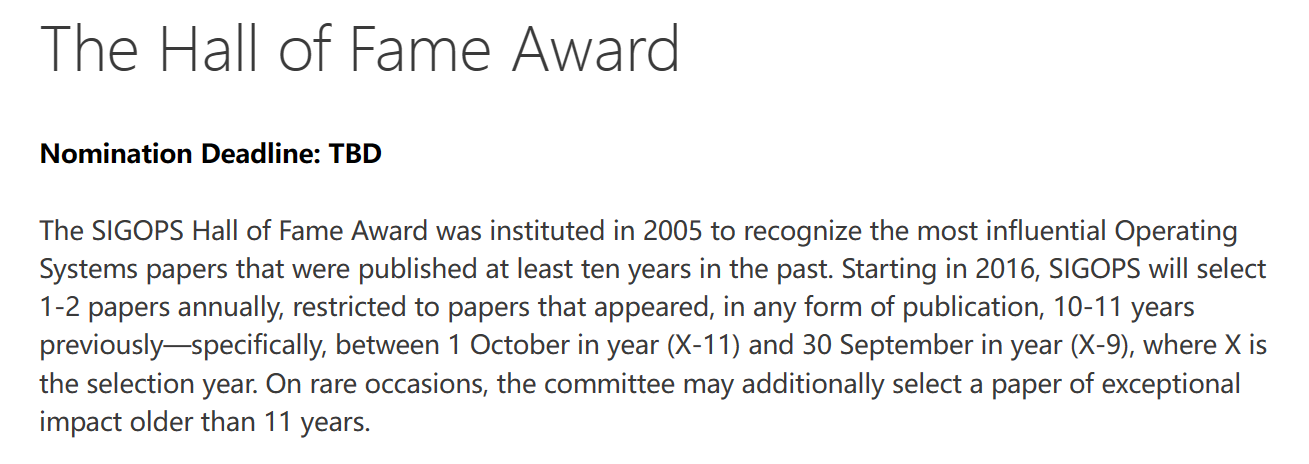 The Hall of Fame Award
Nomination Deadline: TBD
The SIGOPS Hall of Fame Award was instituted in 2005 to recognize the most influential Operating
Systems papers that were published at least ten years in the past. Starting in 2016, SIGOPS will select
1-2 papers annually, restricted to papers that appeared, in any form of publication, 10-11 years
previously—specifically, between 1 October in year (X-11) and 30 September in year (X-9), where X is
the selection year. On rare occasions, the committee may additionally select a paper of exceptional
impact older than 11 years.